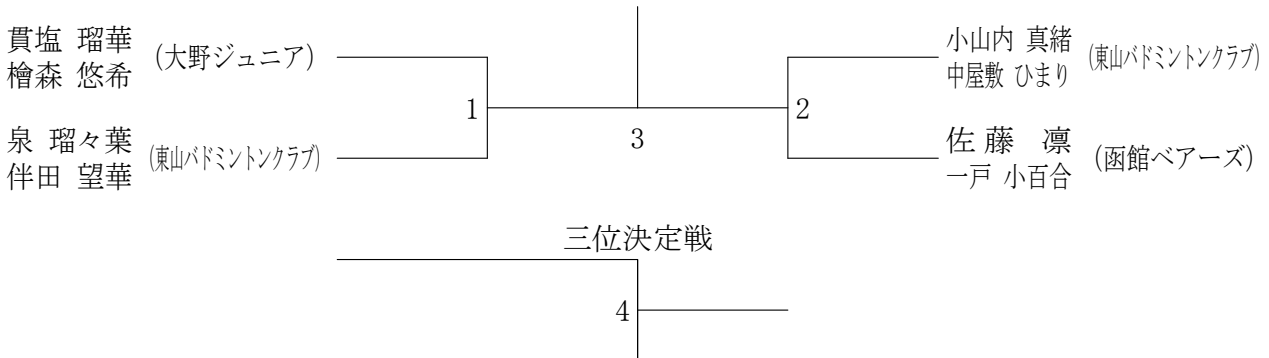 貫塩 瑠華
檜森 悠希
(大野ジュニア)
1
泉 瑠々葉
伴田 望華
(東山バドミントンクラブ)
3
小山内 真緒
中屋敷 ひまり
(東山バドミントンクラブ)
2
佐藤 凛
一戸 小百合
(函館ベアーズ)
三位決定戦
4